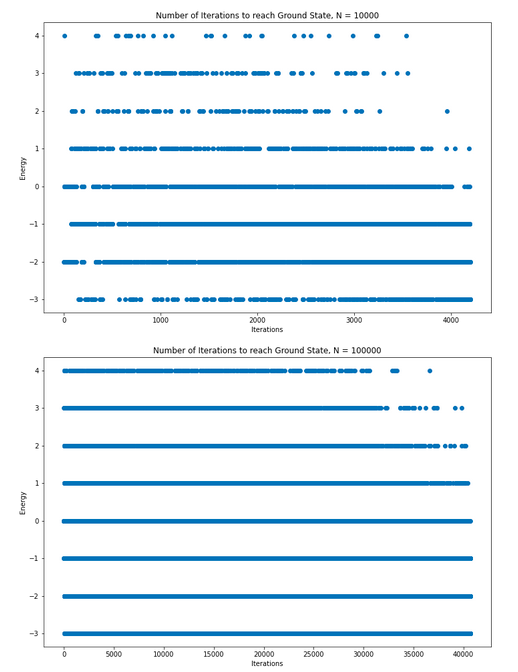 Number of Iterations to reach Ground State, N = 10000
4
3
2
1
0
−1
−2
−3
Energy
0 1000 2000 3000 4000
Iterations
Number of Iterations to reach Ground State, N = 100000
4
3
2
1
0
−1
−2
−3
Energy
0 5000 10000 15000 20000 25000 30000 35000 40000
Iterations